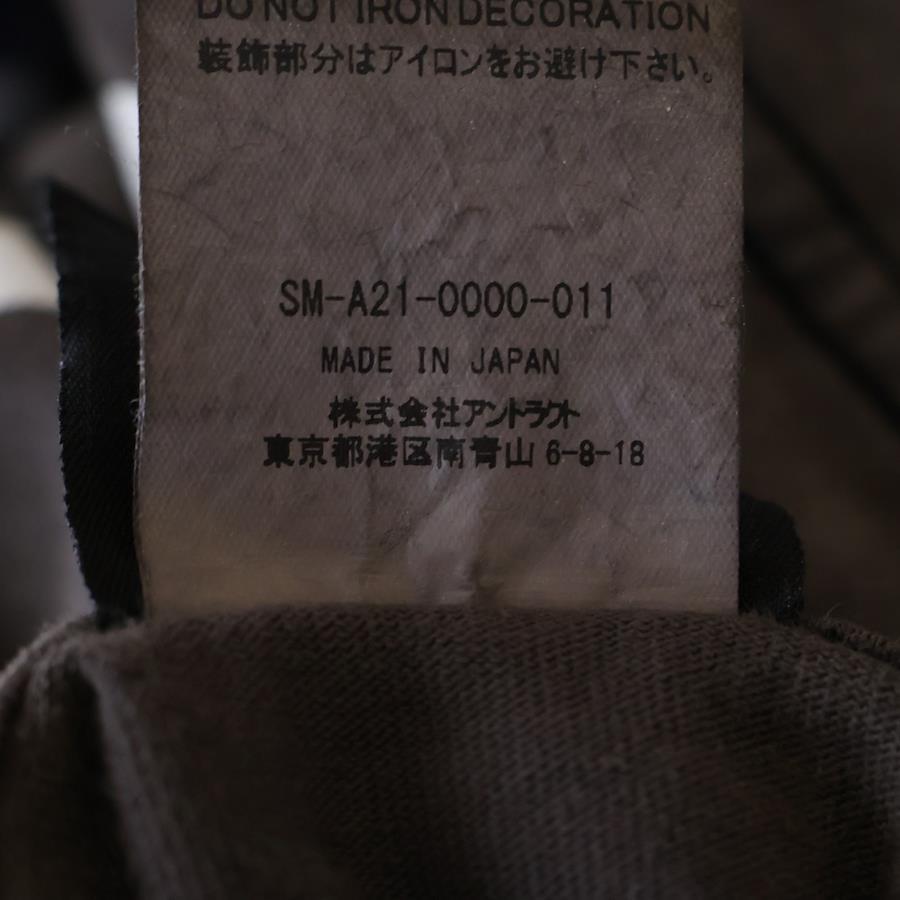 DO NOT IRON DECORATION
装飾部分はアイロンをお避け下さい。
SM-A21-0000-011
MADE IN JAPAN
株式会社アントラクト
東京都港区南青山 6-8-18